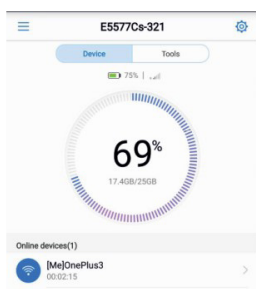 E5577Cs-321
Device Tools
75% |
69%
17.4GB/25GB
Online devices(1)
[Me]OnePlus3
00:02:15